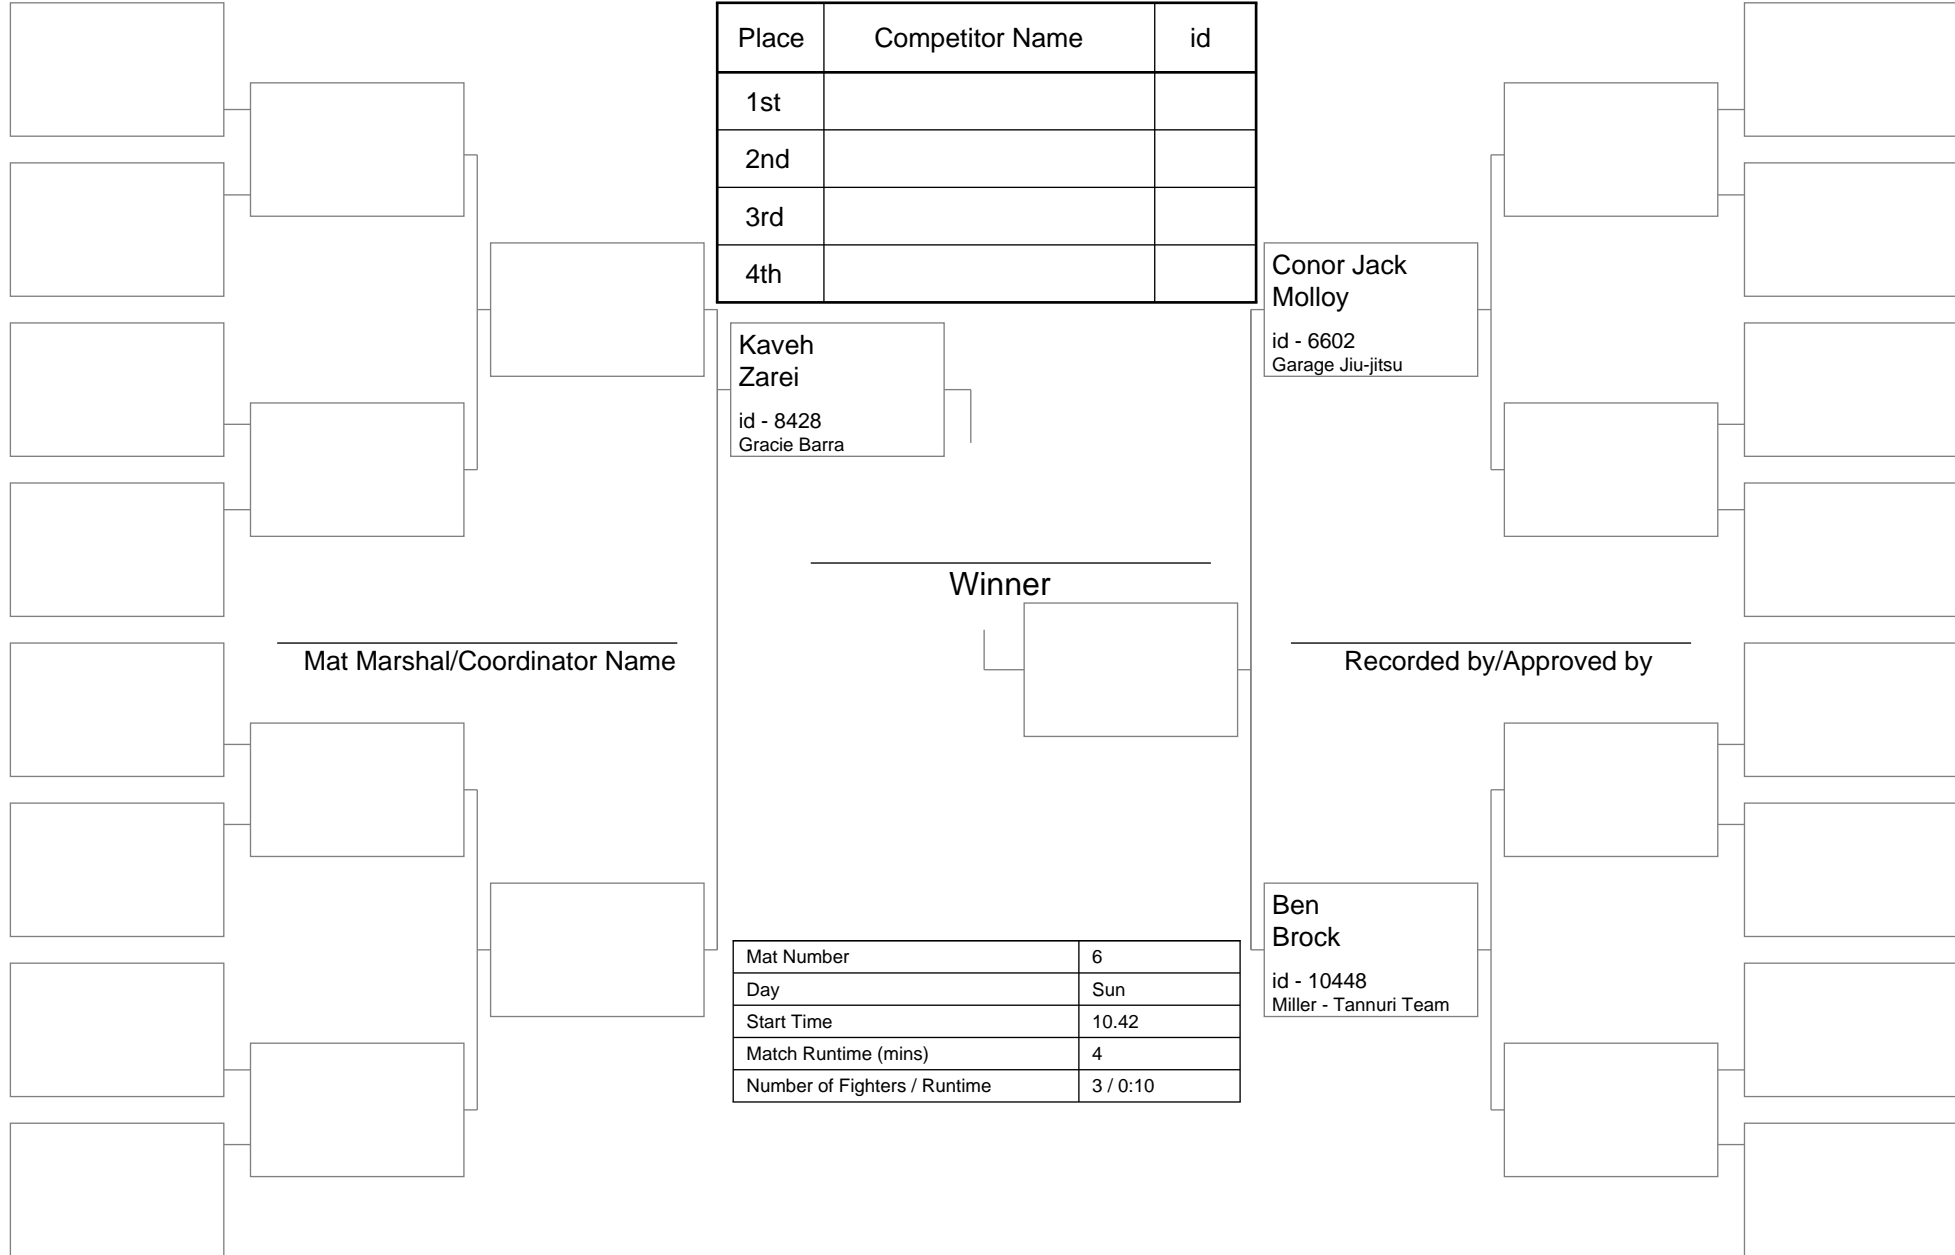 Place Competitor Name id
1st
2nd
3rd
4th
Conor Jack
Molloy
id - 6602
Garage Jiu-jitsu
Kaveh
Zarei
id - 8428
Gracie Barra
Winner
Mat Marshal/Coordinator Name
Recorded by/Approved by
Ben
Brock
id - 10448
Miller - Tannuri Team
Mat Number 6
Day Sun
Start Time 10.42
Match Runtime (mins) 4
Number of Fighters / Runtime 3 / 0:10